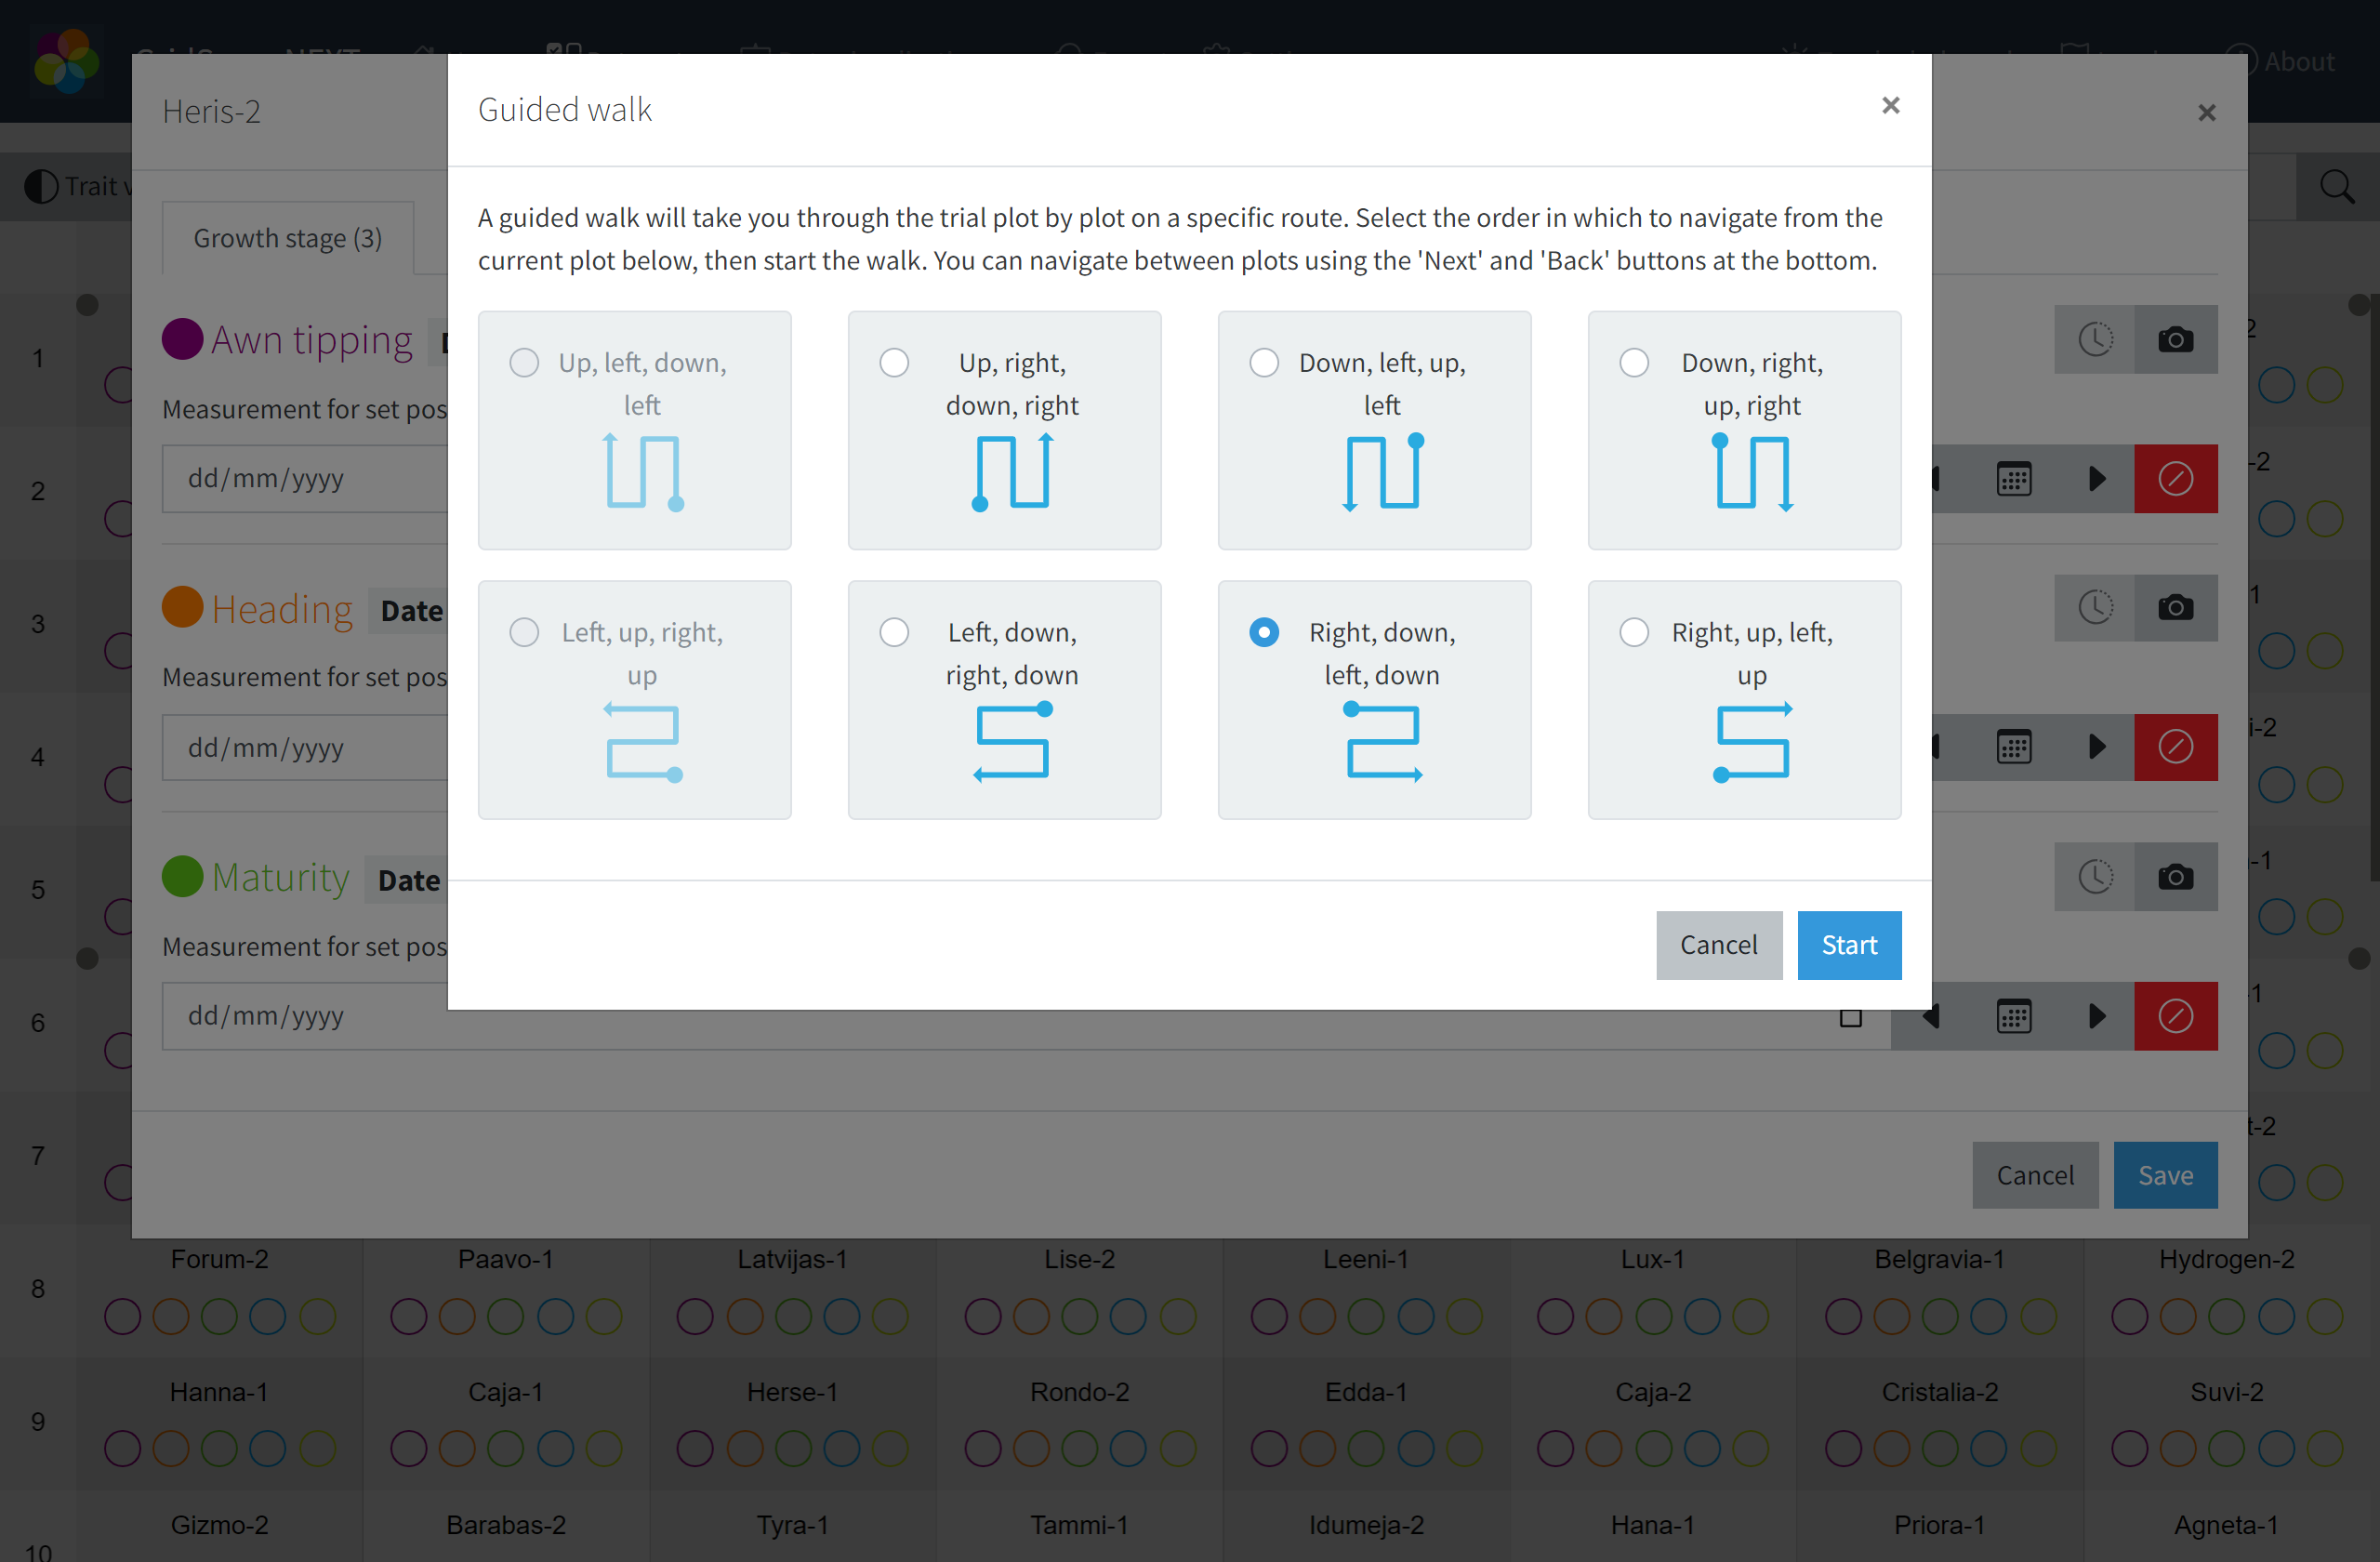 About
Heris-2
Guided walk
×
×
Trait
A guided walk will take you through the trial plot by plot on a specific route. Select the order in which to navigate from the
current plot below, then start the walk. You can navigate between plots using the 'Next' and 'Back' buttons at the bottom.
Growth stage (3)
Up, left, down,
left
Up, right,
down, right
Down, left, up,
left
Down, right,
up, right
Left, up, right,
up
Left, down,
right, down
Right, down,
left, down
Right, up, left,
up
Cancel
Start
1
Awn tipping
Measurement for set pos
2
dd/mm/yyyy
-2
3
Heading
Date
1
Measurement for set pos
4
dd/mm/yyyy
i-2
5
Maturity
Date
-1
Measurement for set pos
6
dd/mm/yyyy
-1
7
t-2
Cancel
Save
8
Forum-2
Paavo-1
Latvijas-1
Lise-2
Leeni-1
Lux-1
Belgravia-1
Hydrogen-2
9
Hanna-1
Caja-1
Herse-1
Rondo-2
Edda-1
Caja-2
Cristalia-2
Suvi-2
10
Gizmo-2
Barabas-2
Tyra-1
Tammi-1
Idumeja-2
Hana-1
Priora-1
Agneta-1